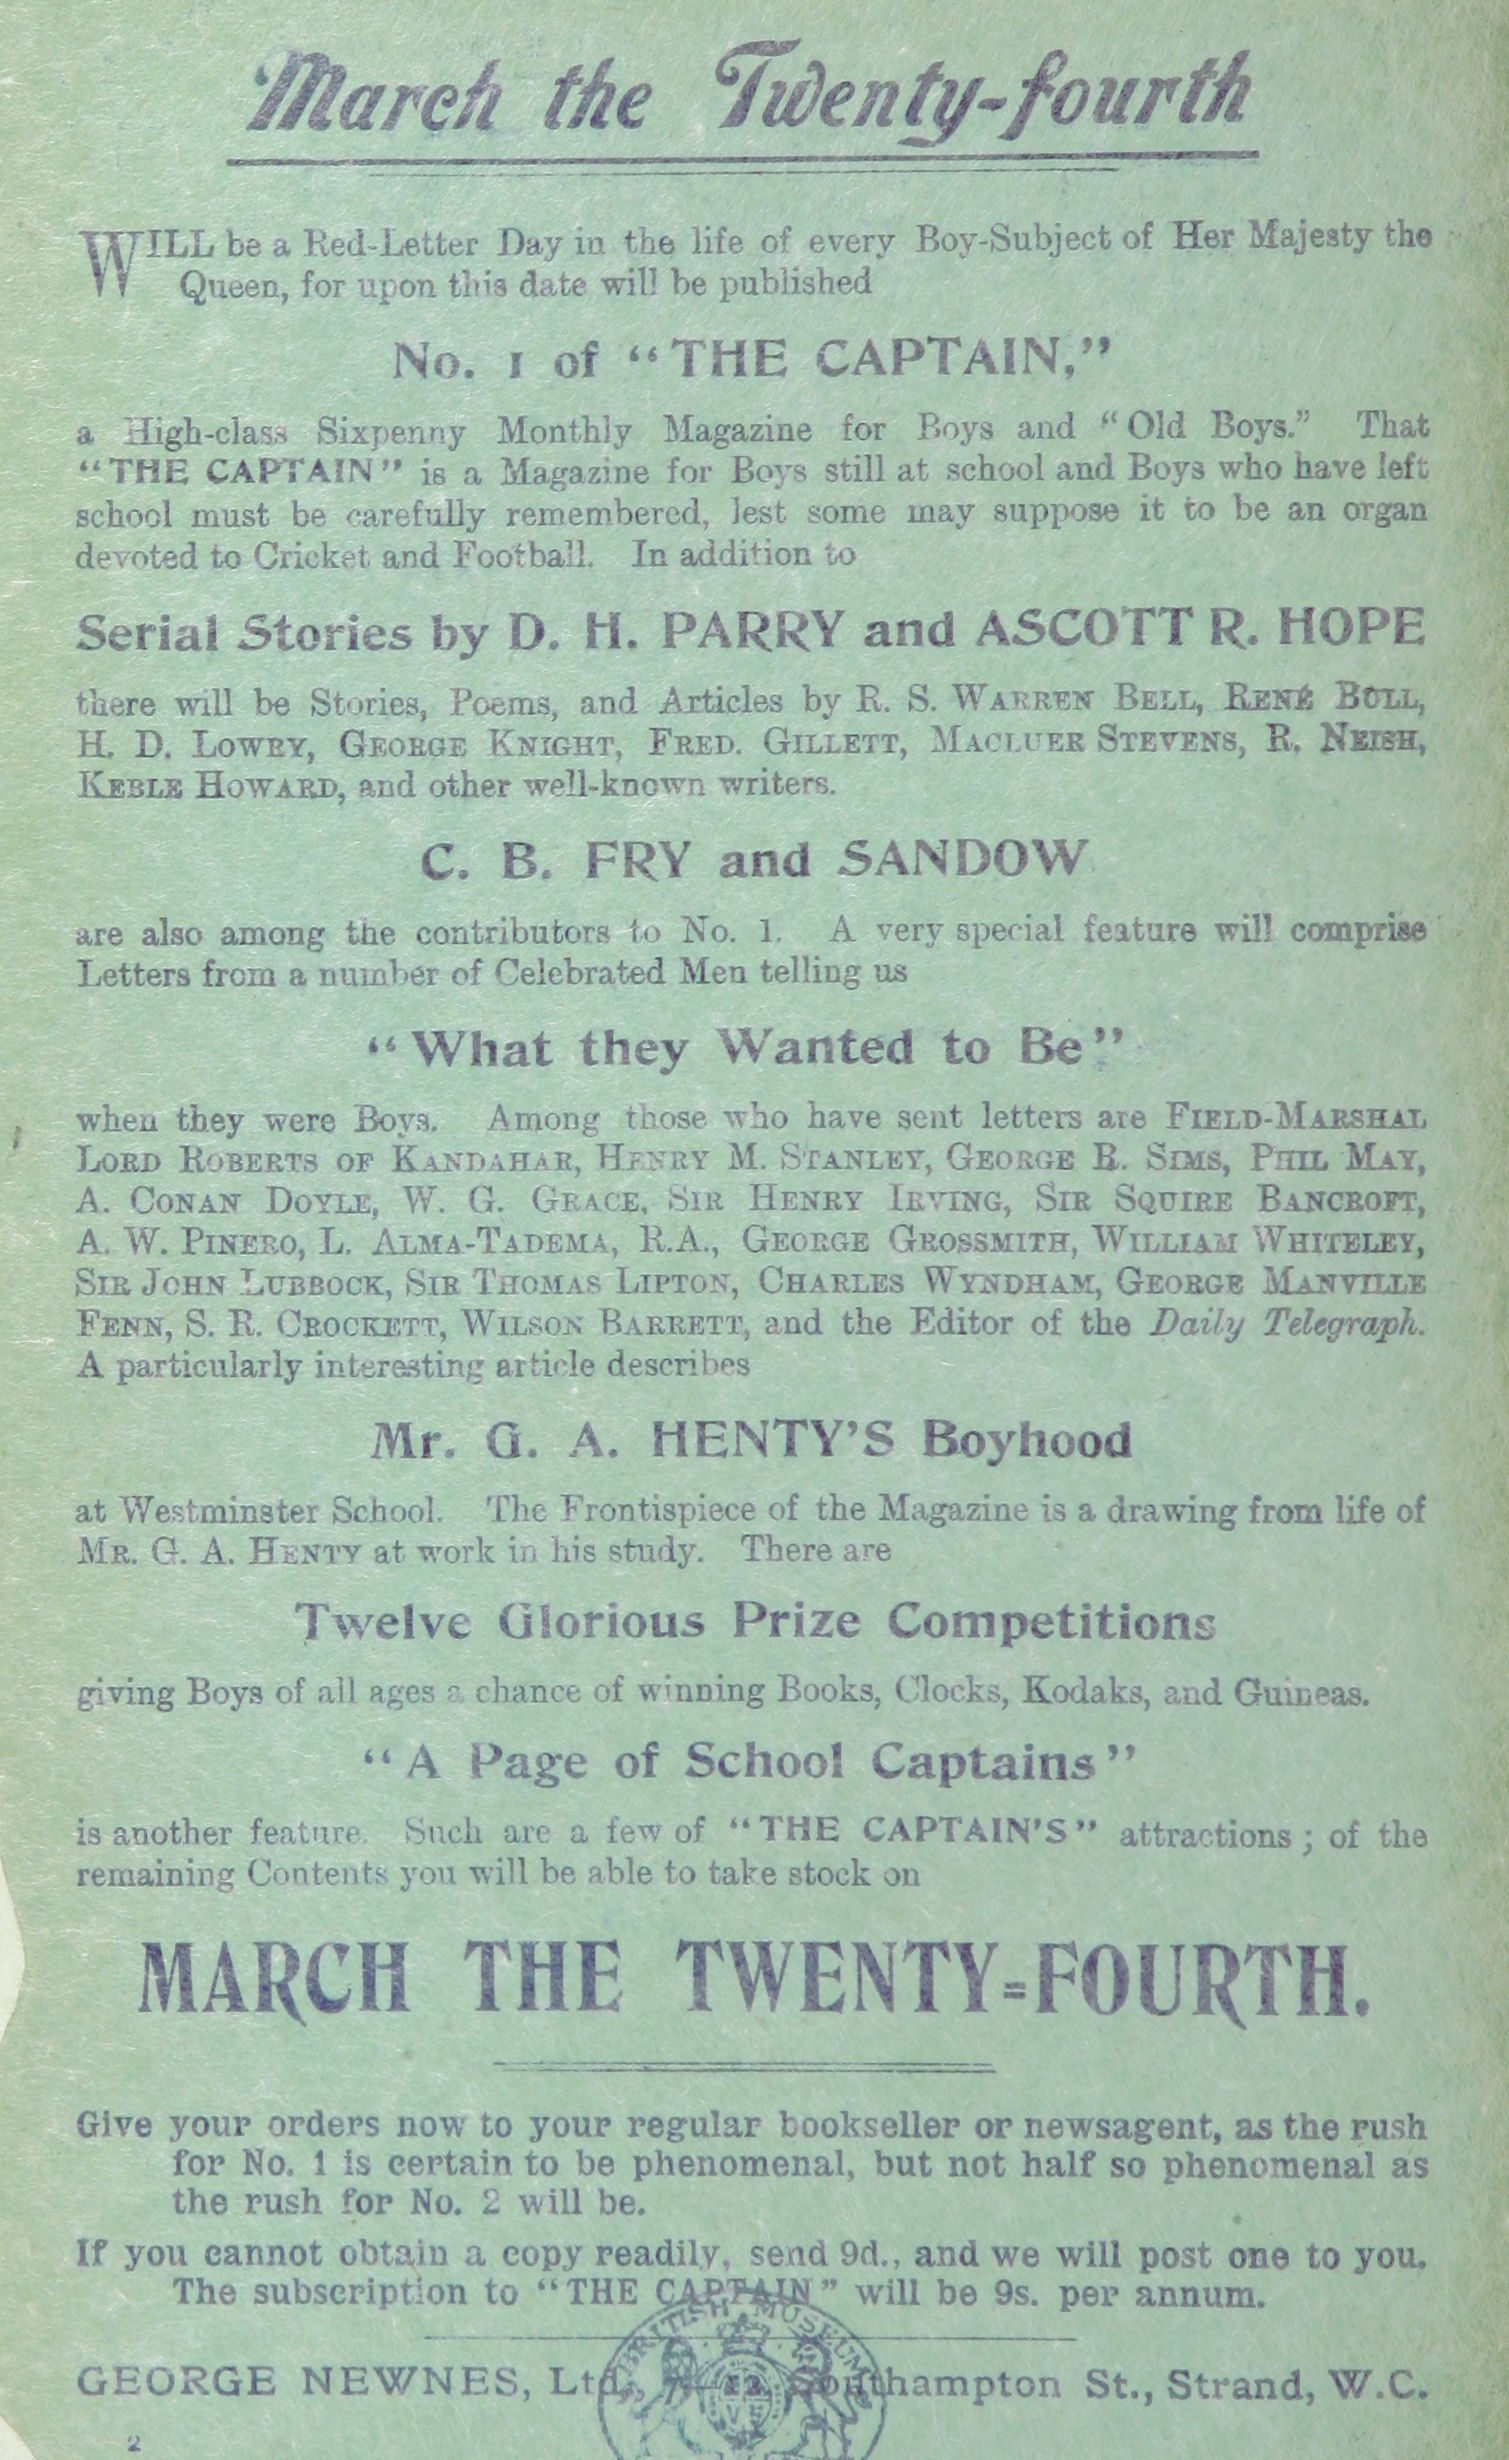 March the Twenty-fourth
WILL be a Red-Letter Day in the life of every Boy-Subject of Her Majesty the
Queen, for upon this date will be published
No. 1 of "THE CAPTAIN,"
a High-class Sixpenny Monthly Magazine for Boys and "Old Boys." That
"THE CAPTAIN" is a Magazine for Boys still at school and Boys who have left
school must be carefully remembered, lest some may suppose it to be an organ
devoted to Cricket and Football. In addition to
Serial Stories by D. H. PARRY and ASCOTT R. HOPE
there will be Stories, Poems, and Articles by R. S. WARREN BELL, RENÉ BULL,
H. D. LOWRY, GEORGE KNIGHT, FRED. GILLETT, MACLUER STEVENS, R. NEISH,
KEBLE HOWARD, and other well-known writers.
C. B. FRY and SANDOW
are also among the contributors to No. 1. A very special feature will comprise
Letters from a number of Celebrated Men telling us
"What they Wanted to Be"
when they were Boys. Among those who have sent letters are FIELD-MARSHAL
LORD ROBERTS OF KANDAHAR, HENRY M. STANLEY, GEORGE R. SIMS, PHIL MAY,
A. CONAN DOYLE, W. G. GRACE, SIR HENRY IRVING, SIR SQUIRE BANCROFT,
A. W. PINERO, L. ALMA-TADEMA, R.A., GEORGE GROSSMITH, WILLIAM WHITELEY,
SIR JOHN LUBBOCK, SIR THOMAS LIPTON, CHARLES WYNDHAM, GEORGE MANVILLE
FENN, S. R. CROCKETT, WILSON BARRETT, and the Editor of the Daily Telegraph.
A particularly interesting article describes
Mr. G. A. HENTY'S Boyhood
at Westminster School. The Frontispiece of the Magazine is a drawing from life of
MR. G. A. HENTY at work in his study. There are
Twelve Glorious Prize Competitions
giving Boys of all ages a chance of winning Books, Clocks, Kodaks, and Guineas.
"A Page of School Captains"
is another feature. Such are a few of "THE CAPTAIN'S" attractions; of the
remaining Contents you will be able to take stock on
MARCH THE TWENTY-FOURTH.
Give your orders now to your regular bookseller or newsagent, as the rush
for No. 1 is certain to be phenomenal, but not half so phenomenal as
the rush for No. 2 will be.
If you cannot obtain a copy readily, send 9d., and we will post one to you.
The subscription to "THE CAPTAIN" will be 9s. per annum.
BRITISH MUSEUM
GEORGE NEWNES, Ltd., 7—12 Southampton St., Strand, W.C.
2